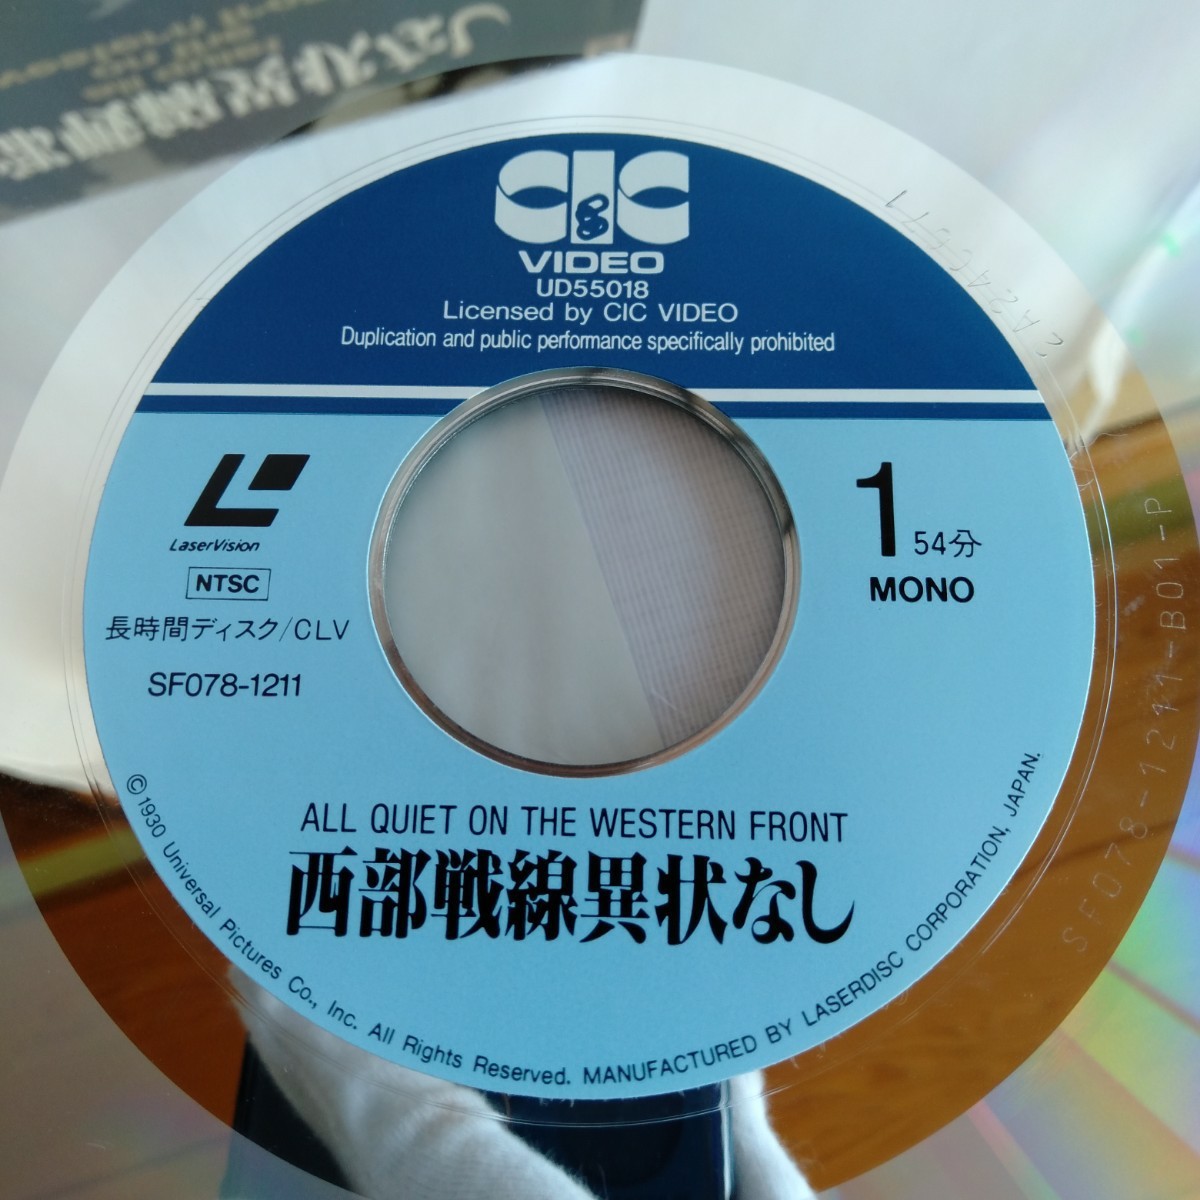 CIC
VIDEO
UD55018
Licensed by CIC VIDEO
Duplication and public performance specifically prohibited
LaserVision
NTSC
長時間ディスク/CLV
SF078-1211
1 54分
MONO
ALL QUIET ON THE WESTERN FRONT
西部戦線異状なし
©1930 Universal Pictures Co., Inc. All Rights Reserved. MANUFACTURED BY LASERDISC CORPORATION, JAPAN.
SF078-1211-B01-P